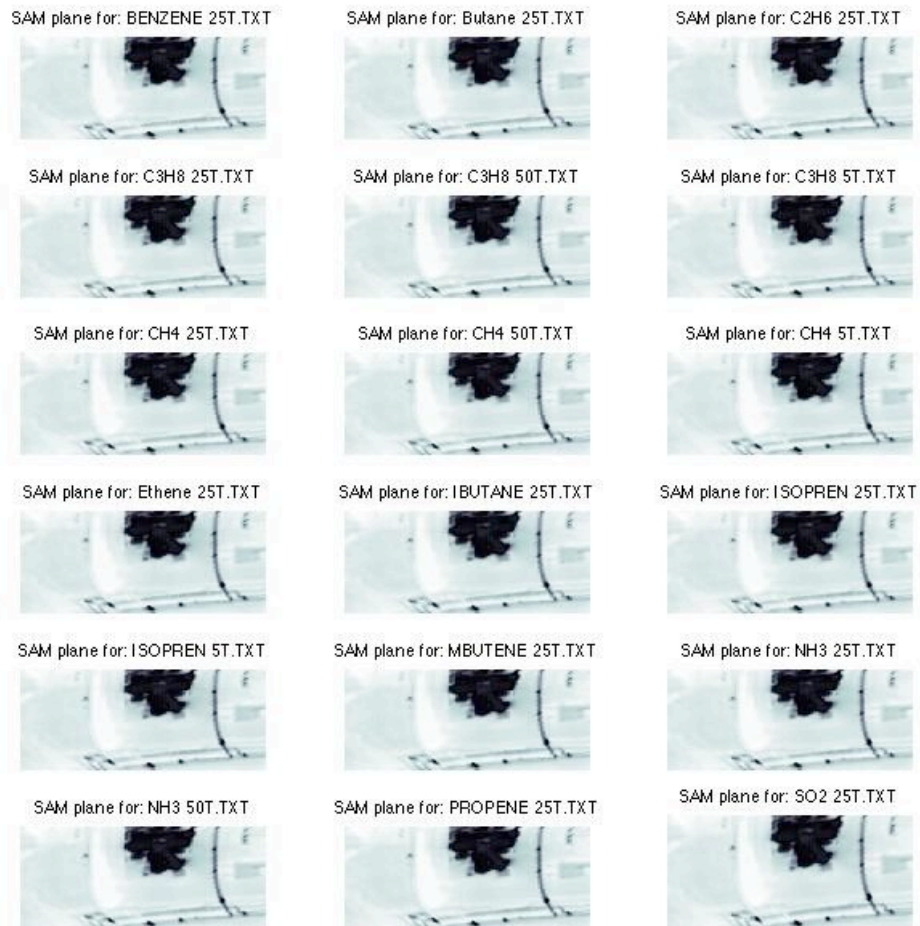 SAM plane for: BENZENE 25T.TXT
SAM plane for: Butane 25T.TXT
SAM plane for: C2H6 25T.TXT
SAM plane for: C3H8 25T.TXT
SAM plane for: C3H8 50T.TXT
SAM plane for: C3H8 5T.TXT
SAM plane for: CH4 25T.TXT
SAM plane for: CH4 50T.TXT
SAM plane for: CH4 5T.TXT
SAM plane for: Ethene 25T.TXT
SAM plane for: IBUTANE 25T.TXT
SAM plane for: ISOPREN 25T.TXT
SAM plane for: ISOPREN 5T.TXT
SAM plane for: MBUTENE 25T.TXT
SAM plane for: NH3 25T.TXT
SAM plane for: NH3 50T.TXT
SAM plane for: PROPENE 25T.TXT
SAM plane for: SO2 25T.TXT